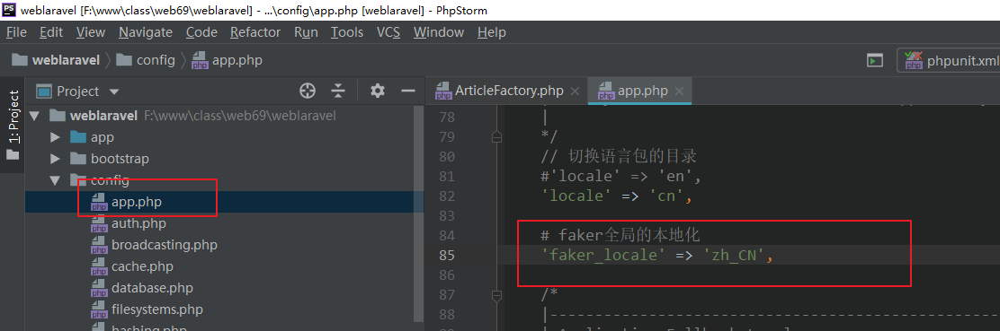 weblaravel [F:\www\class\web69\weblaravel] - ...\config\app.php [weblaravel] - PhpStorm
File Edit View Navigate Code Refactor Run Tools VCS Window Help
weblaravel config app.php phpunit.xml
1: Project
Project
ArticleFactory.php app.php
weblaravel F:\www\class\web69\weblaravel
app
bootstrap
config
app.php
auth.php
broadcasting.php
cache.php
database.php
filesystems.php
78 |
79 */
80 // 切换语言包的目录
81 #'locale' => 'en',
82 'locale' => 'cn',
83
84 # faker全局的本地化
85 'faker_locale' => 'zh_CN',
86
87 /*
88 |--------------------------------------------------